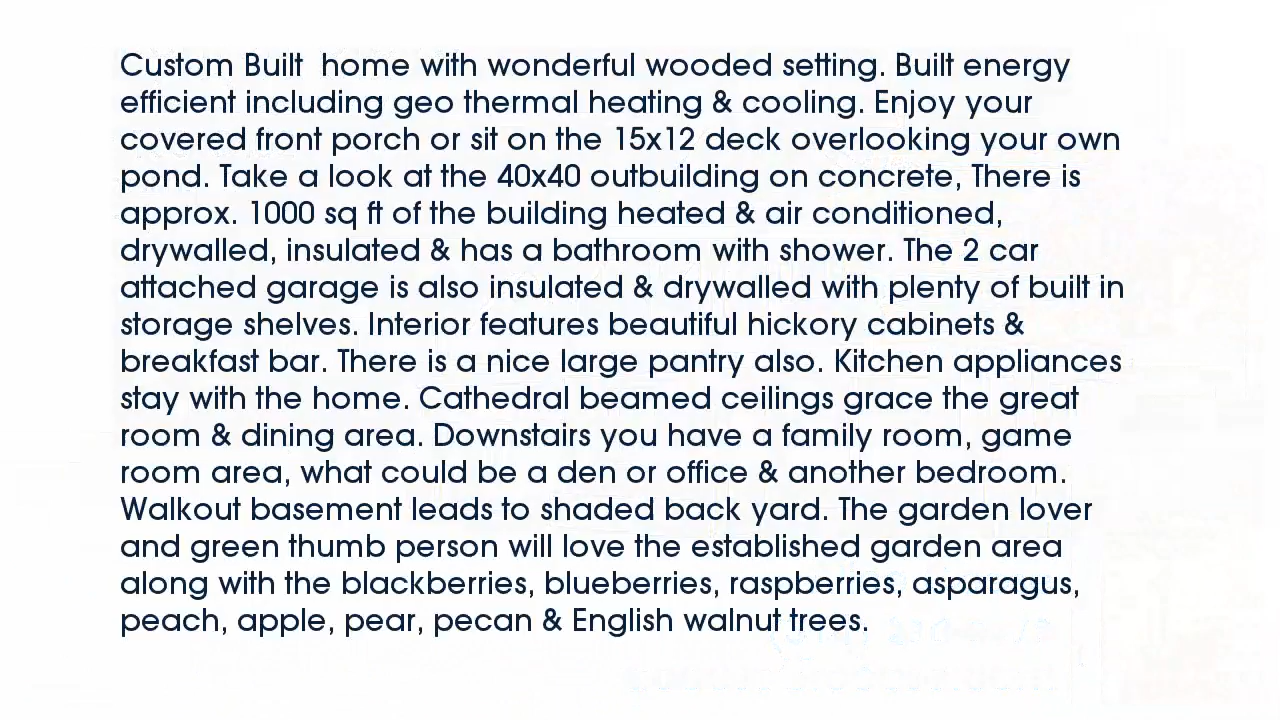 Custom Built  home with wonderful wooded setting. Built energy
efficient including geo thermal heating & cooling. Enjoy your
covered front porch or sit on the 15x12 deck overlooking your own
pond. Take a look at the 40x40 outbuilding on concrete, There is
approx. 1000 sq ft of the building heated & air conditioned,
drywalled, insulated & has a bathroom with shower. The 2 car
attached garage is also insulated & drywalled with plenty of built in
storage shelves. Interior features beautiful hickory cabinets &
breakfast bar. There is a nice large pantry also. Kitchen appliances
stay with the home. Cathedral beamed ceilings grace the great
room & dining area. Downstairs you have a family room, game
room area, what could be a den or office & another bedroom.
Walkout basement leads to shaded back yard. The garden lover
and green thumb person will love the established garden area
along with the blackberries, blueberries, raspberries, asparagus,
peach, apple, pear, pecan & English walnut trees.